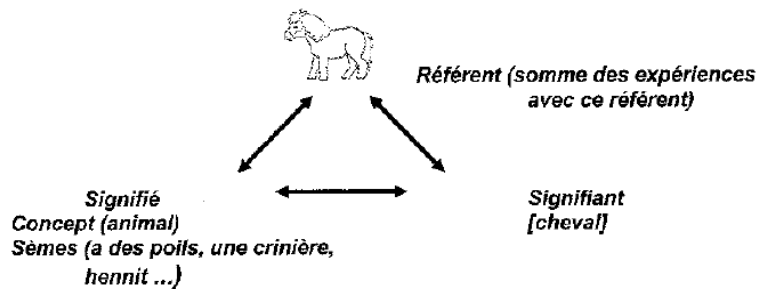 Référent (somme des expériences
avec ce référent)
Signifié
Concept (animal)
Sèmes (a des poils, une crinière,
hennit ...)
Signifiant
[cheval]